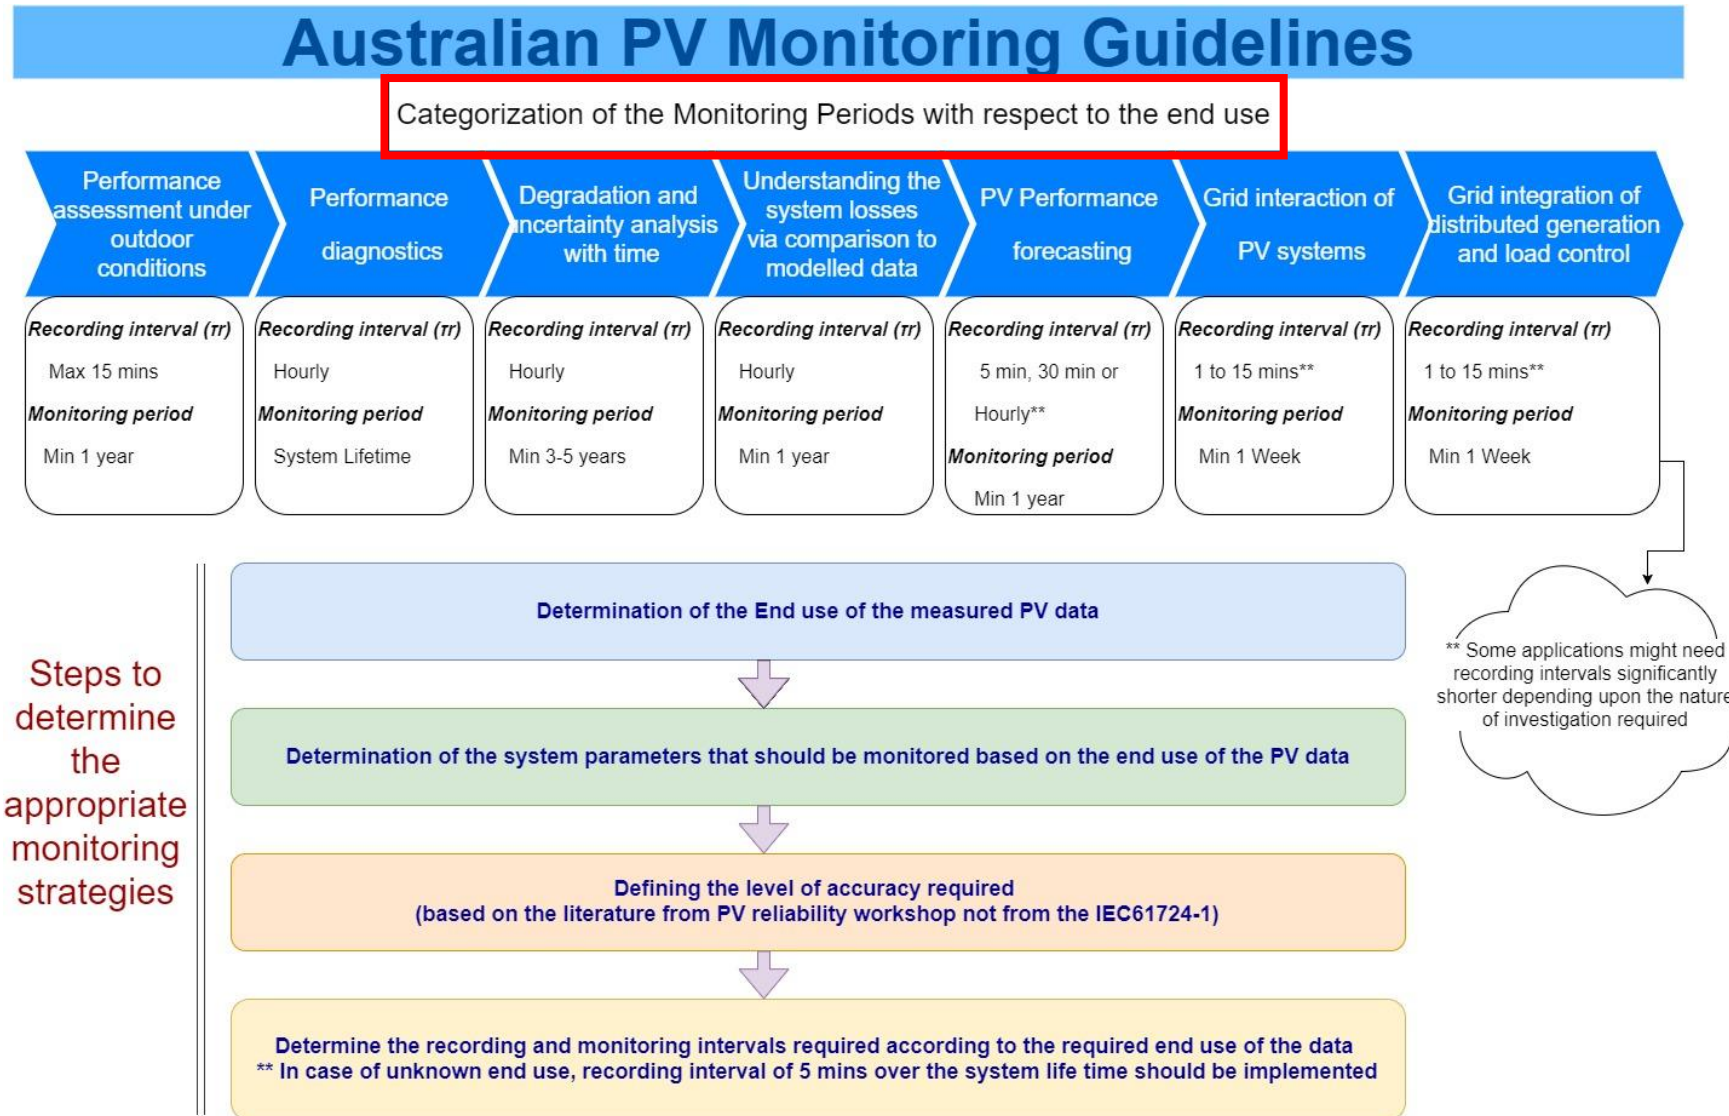 Australian PV Monitoring Guidelines
Categorization of the Monitoring Periods with respect to the end use
Performance
assessment under
outdoor
conditions
Recording interval (πr)
Max 15 mins
Monitoring period
Min 1 year
Performance
diagnostics
Recording interval (πr)
Hourly
Monitoring period
System Lifetime
Degradation and
uncertainty analysis
with time
Recording interval (πr)
Hourly
Monitoring period
Min 3-5 years
Understanding the
system losses
via comparison to
modelled data
Recording interval (πr)
Hourly
Monitoring period
Min 1 year
PV Performance
forecasting
Recording interval (πr)
5 min, 30 min or
Hourly**
Monitoring period
Min 1 year
Grid interaction of
PV systems
Recording interval (πr)
1 to 15 mins**
Monitoring period
Min 1 Week
Grid integration of
distributed generation
and load control
Recording interval (πr)
1 to 15 mins**
Monitoring period
Min 1 Week
** Some applications might need
recording intervals significantly
shorter depending upon the nature
of investigation required
Steps to
determine
the
appropriate
monitoring
strategies
Determination of the End use of the measured PV data
Determination of the system parameters that should be monitored based on the end use of the PV data
Defining the level of accuracy required
(based on the literature from PV reliability workshop not from the IEC61724-1)
Determine the recording and monitoring intervals required according to the required end use of the data
** In case of unknown end use, recording interval of 5 mins over the system life time should be implemented